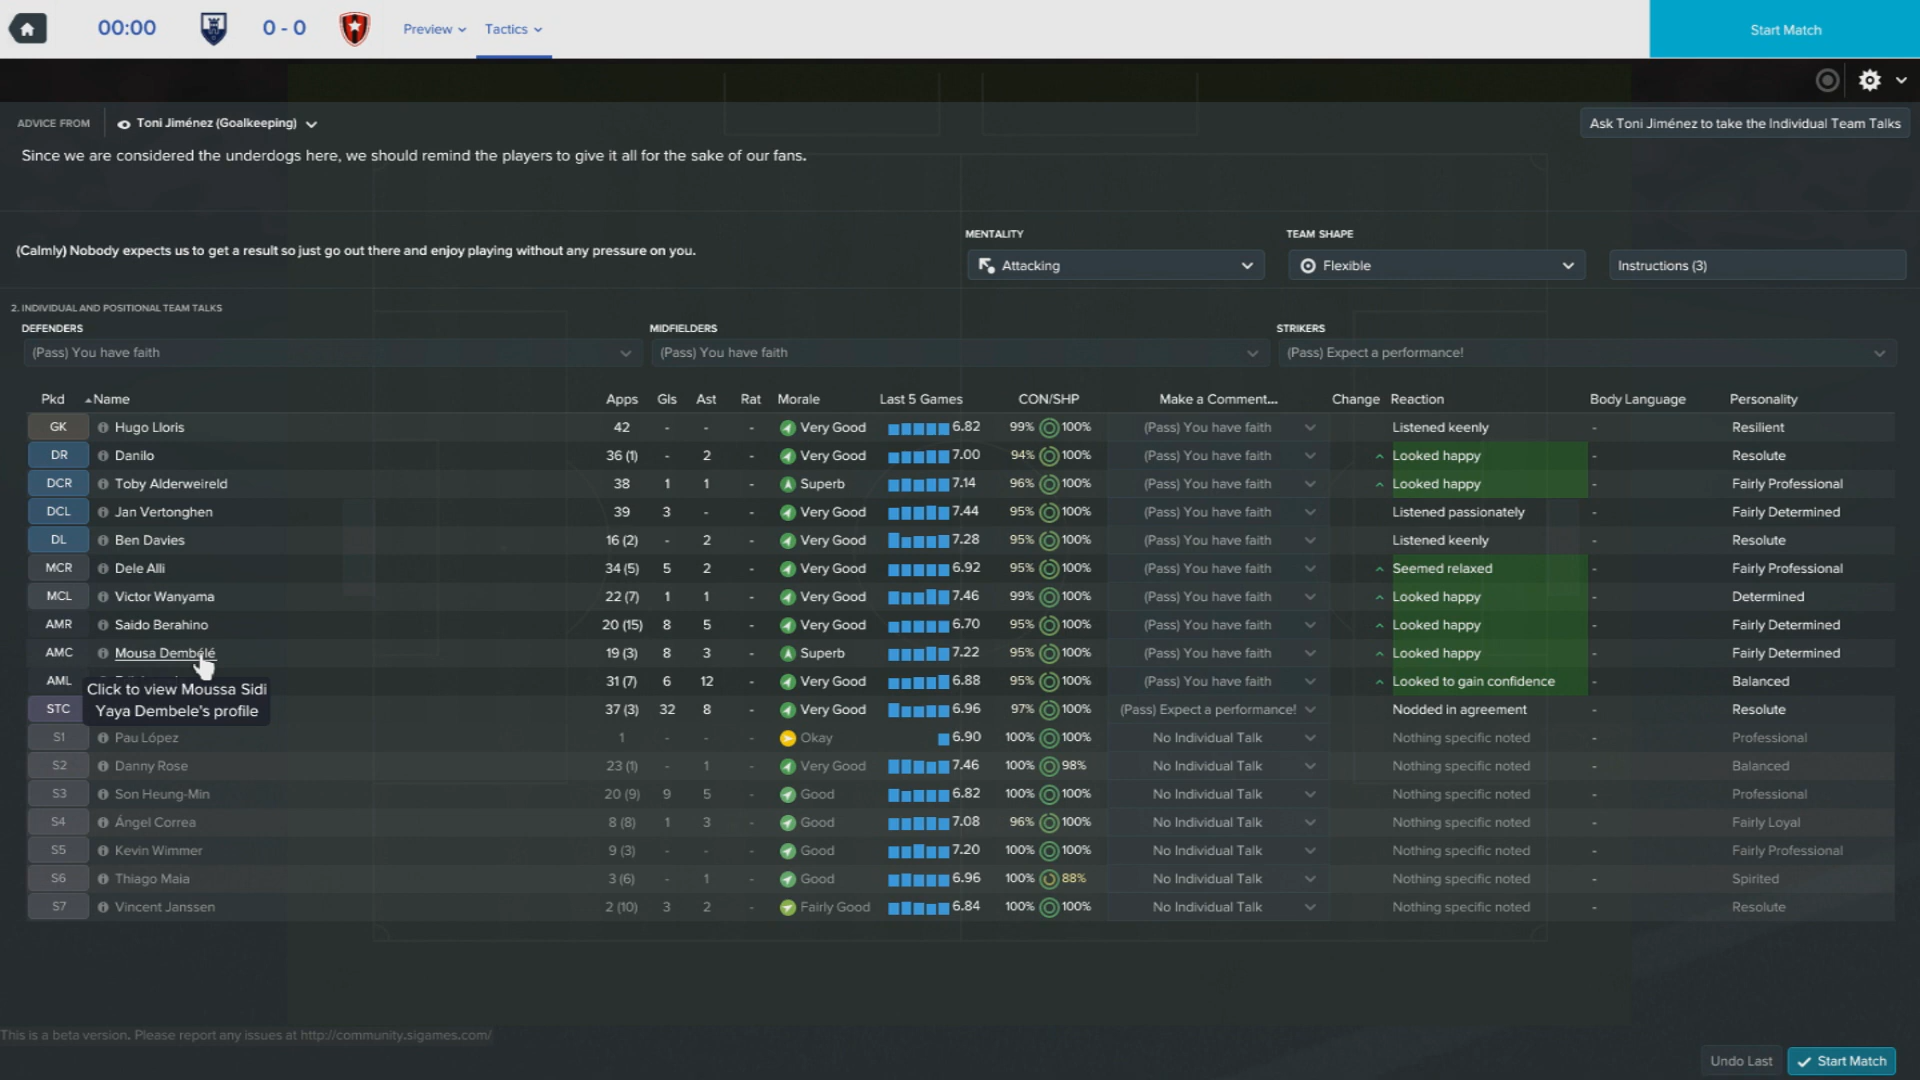 00:00 0 - 0 Preview Tactics Start Match
ADVICE FROM Toni Jiménez (Goalkeeping) Ask Toni Jiménez to take the Individual Team Talks
Since we are considered the underdogs here, we should remind the players to give it all for the sake of our fans.
MENTALITY TEAM SHAPE
(Calmly) Nobody expects us to get a result so just go out there and enjoy playing without any pressure on you.
Attacking Flexible Instructions (3)
2. INDIVIDUAL AND POSITIONAL TEAM TALKS
DEFENDERS MIDFIELDERS STRIKERS
(Pass) You have faith (Pass) You have faith (Pass) Expect a performance!
Pkd Name Apps Gls Ast Rat Morale Last 5 Games CON/SHP Make a Comment... Change Reaction Body Language Personality
GK Hugo Lloris 42 - - - Very Good 6.82 99% 100% (Pass) You have faith Listened keenly - Resilient
DR Danilo 36 (1) - 2 - Very Good 7.00 94% 100% (Pass) You have faith Looked happy - Resolute
DCR Toby Alderweireld 38 1 1 - Superb 7.14 96% 100% (Pass) You have faith Looked happy - Fairly Professional
DCL Jan Vertonghen 39 3 - - Very Good 7.44 95% 100% (Pass) You have faith Listened passionately - Fairly Determined
DL Ben Davies 16 (2) - 2 - Very Good 7.28 95% 100% (Pass) You have faith Listened keenly - Resolute
MCR Dele Alli 34 (5) 5 2 - Very Good 6.92 95% 100% (Pass) You have faith Seemed relaxed - Fairly Professional
MCL Victor Wanyama 22 (7) 1 1 - Very Good 7.46 99% 100% (Pass) You have faith Looked happy - Determined
AMR Saido Berahino 20 (15) 8 5 - Very Good 6.70 95% 100% (Pass) You have faith Looked happy - Fairly Determined
AMC Mousa Dembélé 19 (3) 8 3 - Superb 7.22 95% 100% (Pass) You have faith Looked happy - Fairly Determined
AML 31 (7) 6 12 - Very Good 6.88 95% 100% (Pass) You have faith Looked to gain confidence - Balanced
Click to view Moussa Sidi
Yaya Dembele's profile
STC 37 (3) 32 8 - Very Good 6.96 97% 100% (Pass) Expect a performance! Nodded in agreement - Resolute
S1 Pau López 1 - - - Okay 6.90 100% 100% No Individual Talk Nothing specific noted - Professional
S2 Danny Rose 23 (1) - 1 - Very Good 7.46 100% 98% No Individual Talk Nothing specific noted - Balanced
S3 Son Heung-Min 20 (9) 9 5 - Good 6.82 100% 100% No Individual Talk Nothing specific noted - Professional
S4 Ángel Correa 8 (8) 1 3 - Good 7.08 96% 100% No Individual Talk Nothing specific noted - Fairly Loyal
S5 Kevin Wimmer 9 (3) - - - Good 7.20 100% 100% No Individual Talk Nothing specific noted - Fairly Professional
S6 Thiago Maia 3 (6) - 1 - Good 6.96 100% 88% No Individual Talk Nothing specific noted - Spirited
S7 Vincent Janssen 2 (10) 3 2 - Fairly Good 6.84 100% 100% No Individual Talk Nothing specific noted - Resolute
This is a beta version. Please report any issues at http://community.sigames.com/
Undo Last Start Match